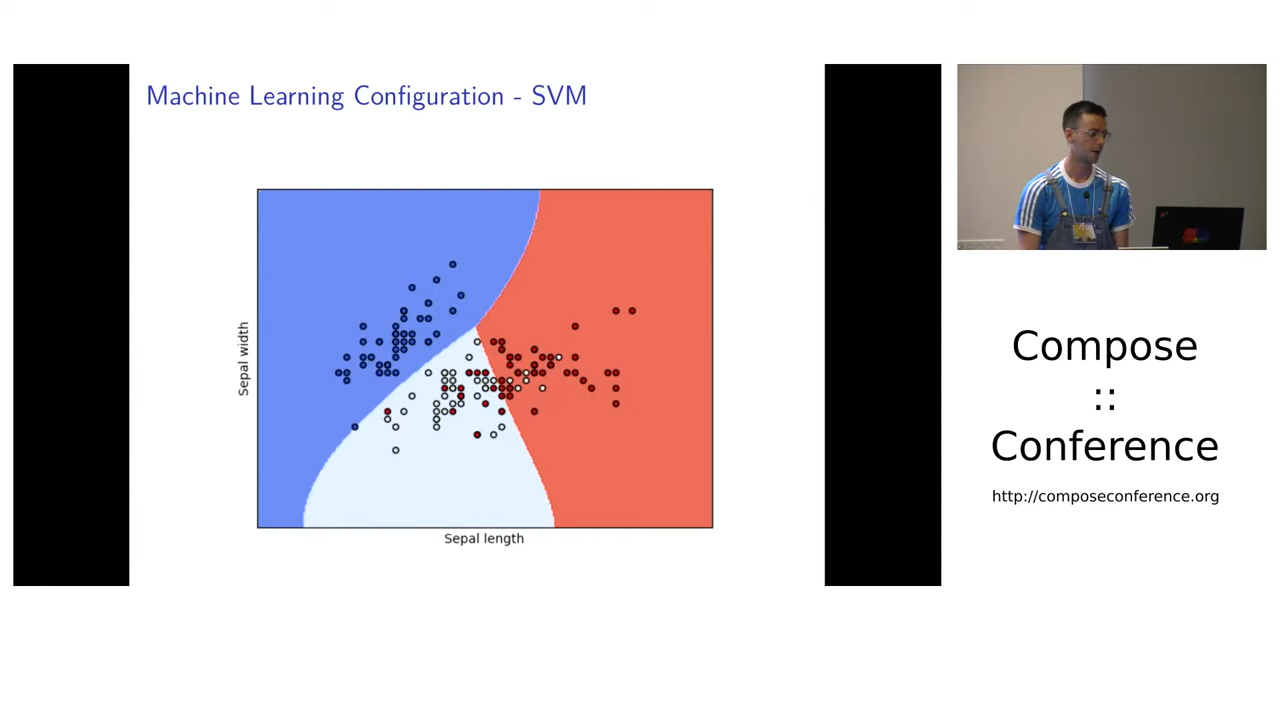 Machine Learning Configuration - SVM
Sepal width
Sepal length
Compose
::
Conference
http://composeconference.org